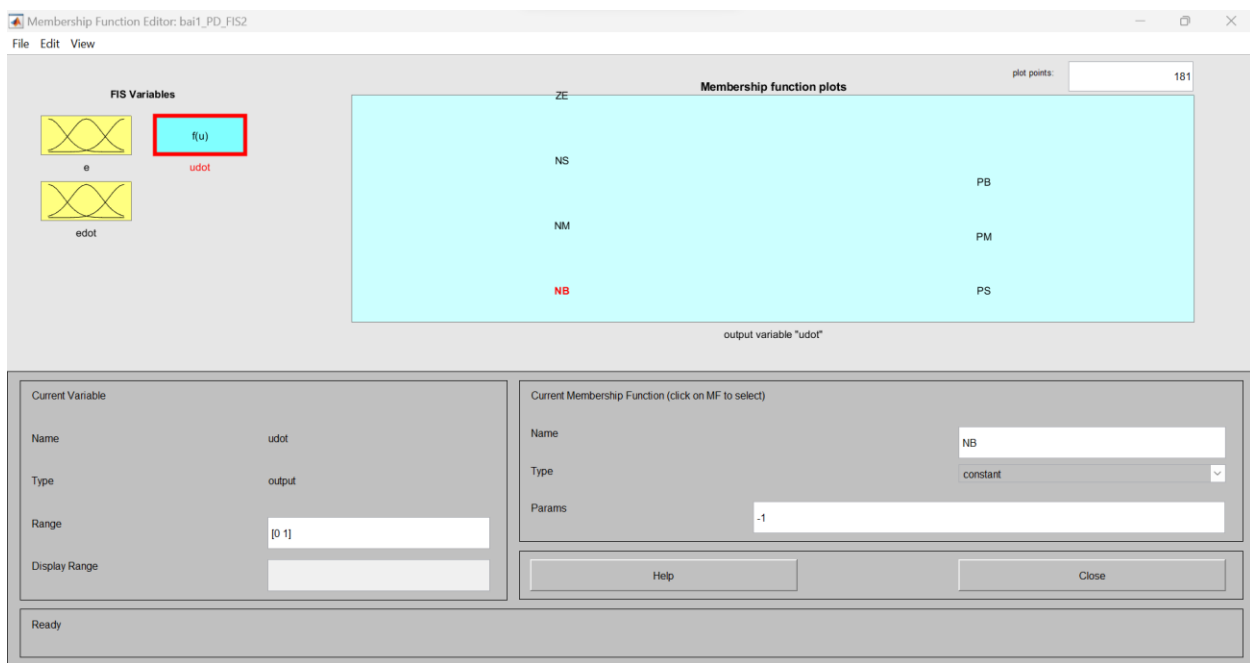 Membership Function Editor: bai1_PD_FIS2
File Edit View
FIS Variables
f(u)
e
udot
edot
plot points:
181
Membership function plots
ZE
NS
PB
NM
PM
NB
PS
output variable "udot"
Current Variable
Name
udot
Type
output
Range
[0 1]
Display Range
Current Membership Function (click on MF to select)
Name
NB
Type
constant
Params
-1
Help
Close
Ready